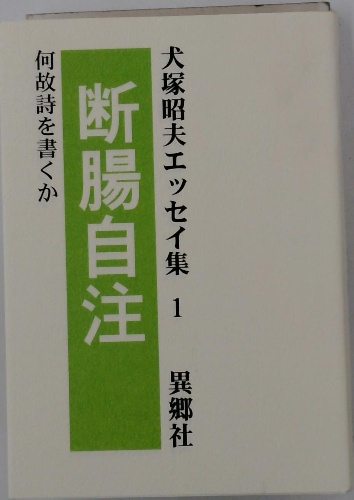 犬塚昭夫エッセイ集 1 異郷社
断腸自注
何故詩を書くか